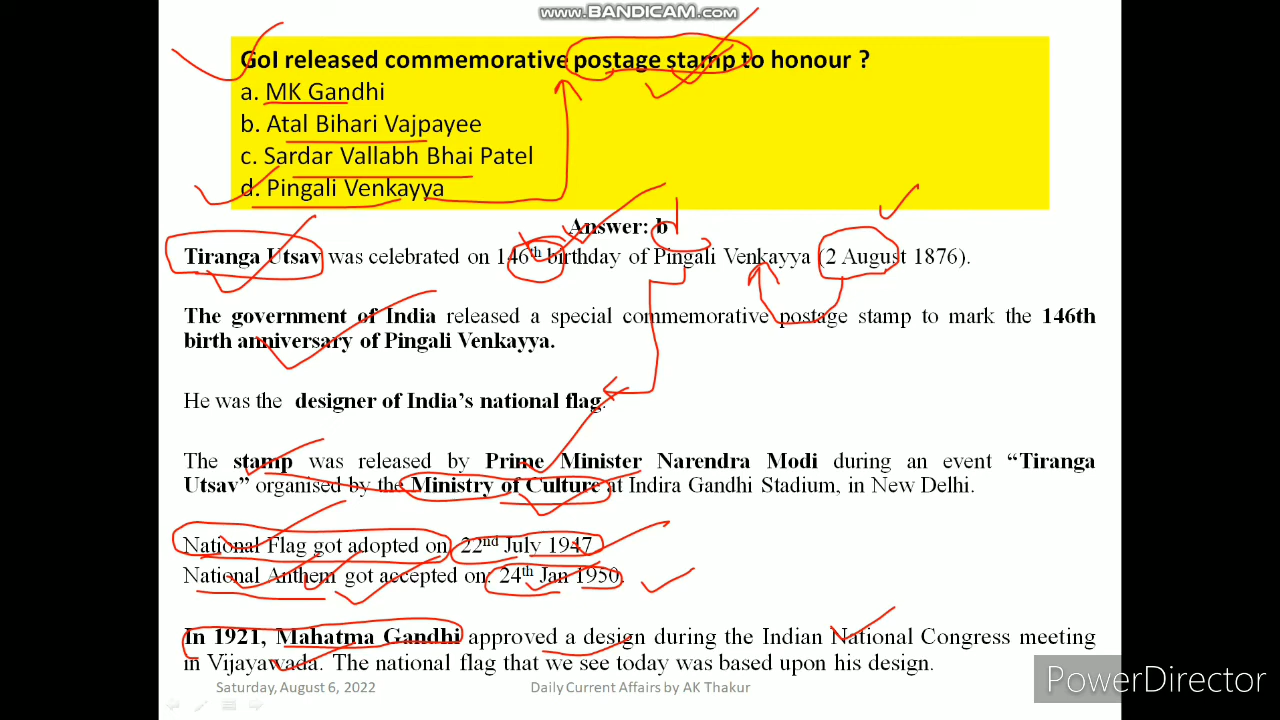 www.BANDICAM.com
GoI released commemorative postage stamp to honour ?
a. MK Gandhi
b. Atal Bihari Vajpayee
c. Sardar Vallabh Bhai Patel
d. Pingali Venkayya
Answer: b
d
Tiranga Utsav was celebrated on 146th birthday of Pingali Venkayya (2 August 1876).
The government of India released a special commemorative postage stamp to mark the 146th
birth anniversary of Pingali Venkayya.
He was the designer of India's national flag.
The stamp was released by Prime Minister Narendra Modi during an event “Tiranga
Utsav” organised by the Ministry of Culture at Indira Gandhi Stadium, in New Delhi.
National Flag got adopted on 22nd July 1947
National Anthem got accepted on: 24th Jan 1950.
In 1921, Mahatma Gandhi approved a design during the Indian National Congress meeting
in Vijayawada. The national flag that we see today was based upon his design.
Saturday, August 6, 2022 Daily Current Affairs by AK Thakur
PowerDirector